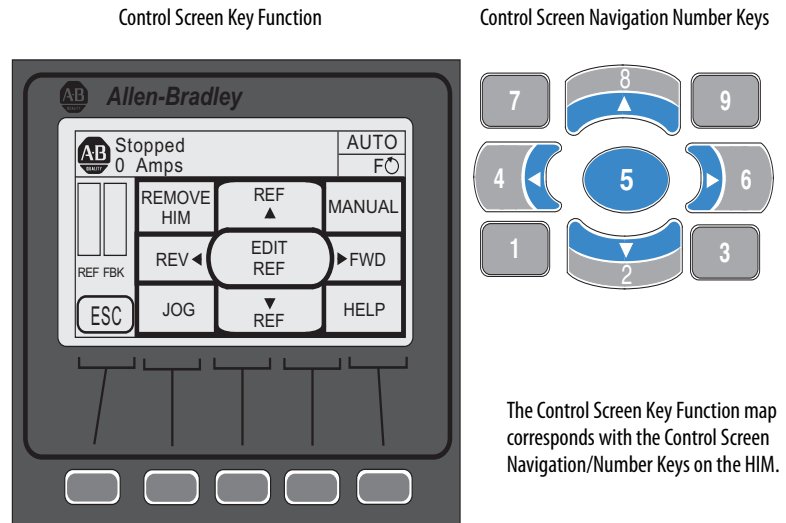 Control Screen Key Function
Control Screen Navigation Number Keys
AB QUALITY Allen-Bradley
AB QUALITY
Stopped
0 Amps
AUTO
F
REMOVE HIM
REF ▲
MANUAL
REV ◀
EDIT REF
▶ FWD
REF FBK
ESC
JOG
▼ REF
HELP
7
8
▲
9
4
◀
5
▶
6
1
▼
2
3
The Control Screen Key Function map
corresponds with the Control Screen
Navigation/Number Keys on the HIM.